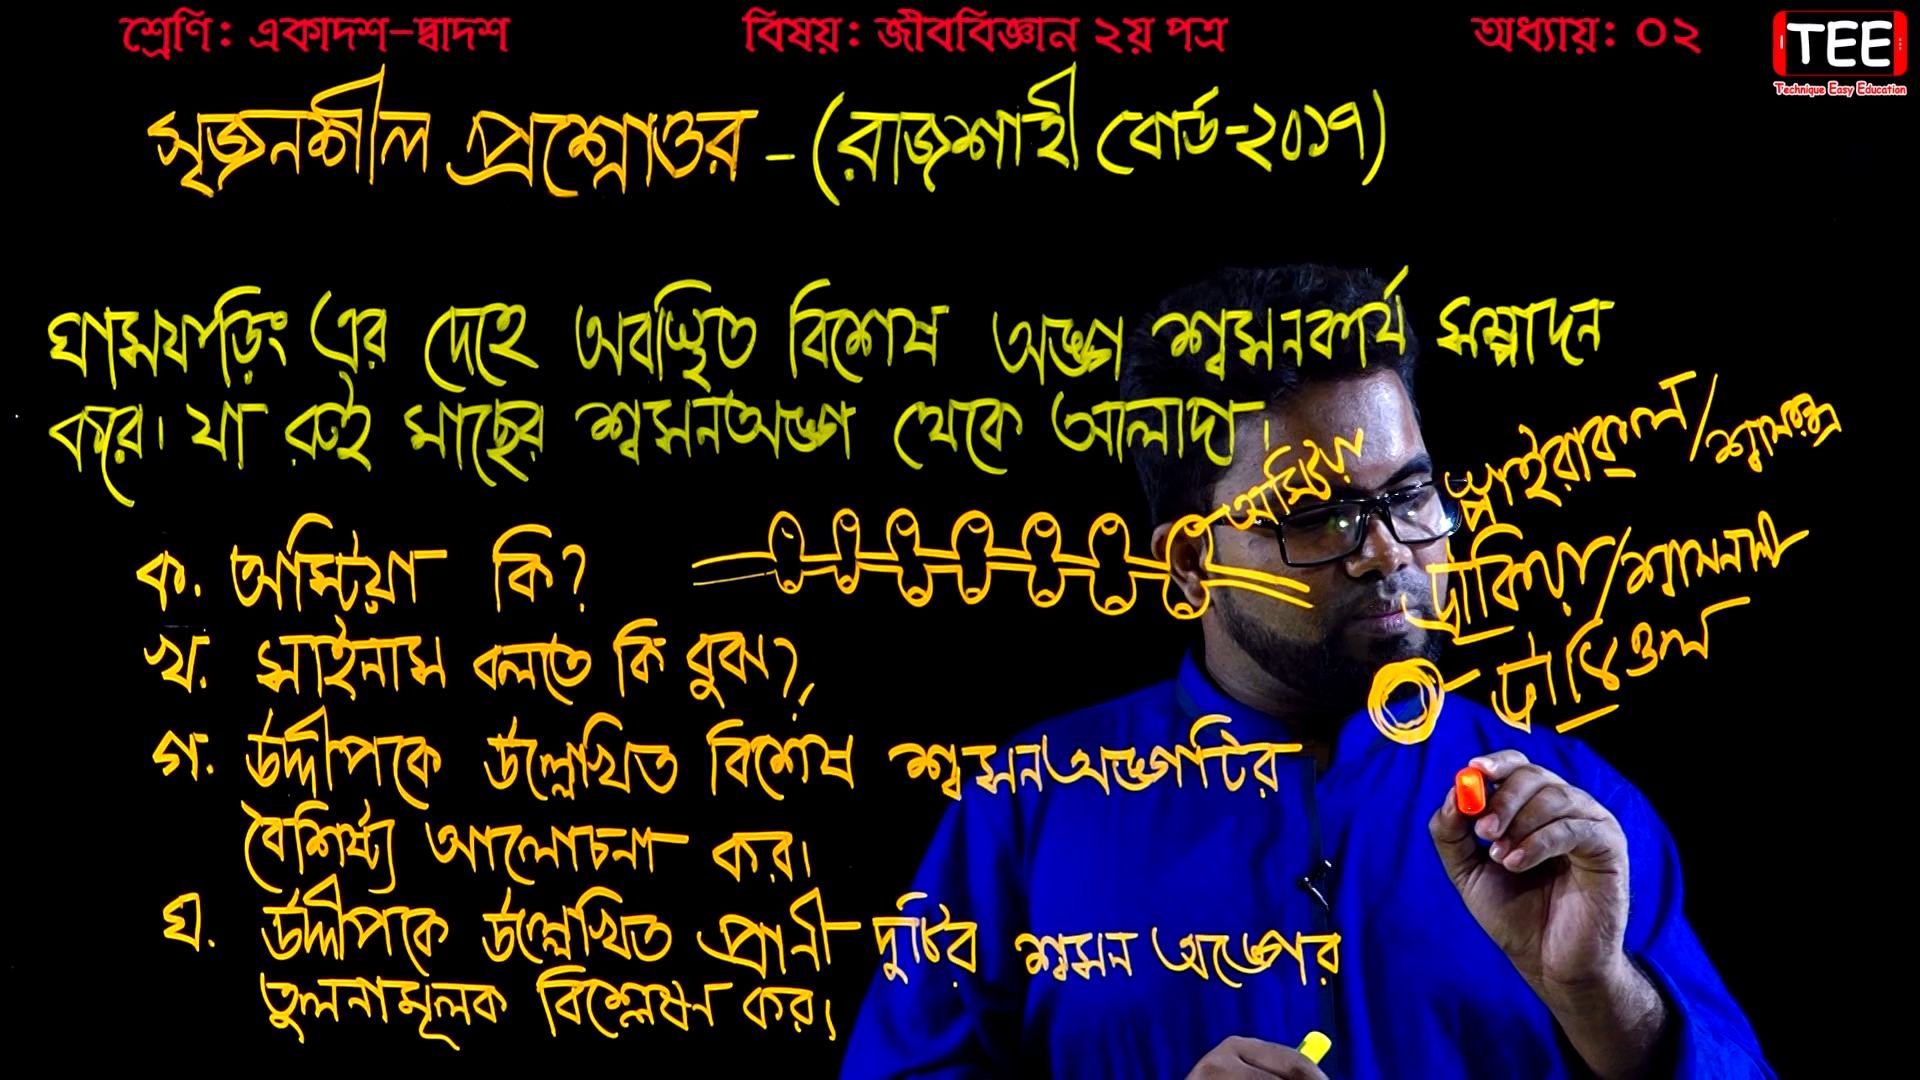 শ্রেণি: একাদশ-দ্বাদশ বিষয়: জীববিজ্ঞান ২য় পত্র অধ্যায়: ০২
TEE
Technique Easy Education
সৃজনশীল প্রশ্নোত্তর - (রাজশাহী বোর্ড-২০১৭)
ঘাসফড়িং এর দেহে অবস্থিত বিশেষ অঙ্গ শ্বসনকার্য সম্পাদন
করে। যা রুই মাছের শ্বসনঅঙ্গ থেকে আলাদা।
অস্টিয়া
স্পাইরাকল/শ্বাসরন্ধ্র
ট্রাকিয়া/শ্বাসনালী
ক. অস্টিয়া কি?
খ. সাইনাস বলতে কি বুঝ?
গ. উদ্দীপকে উল্লেখিত বিশেষ শ্বসনঅঙ্গটির
বৈশিষ্ট্য আলোচনা কর।
ঘ. উদ্দীপকে উল্লেখিত প্রানী দুটির শ্বসন অঙ্গের
তুলনামূলক বিশ্লেষণ কর।